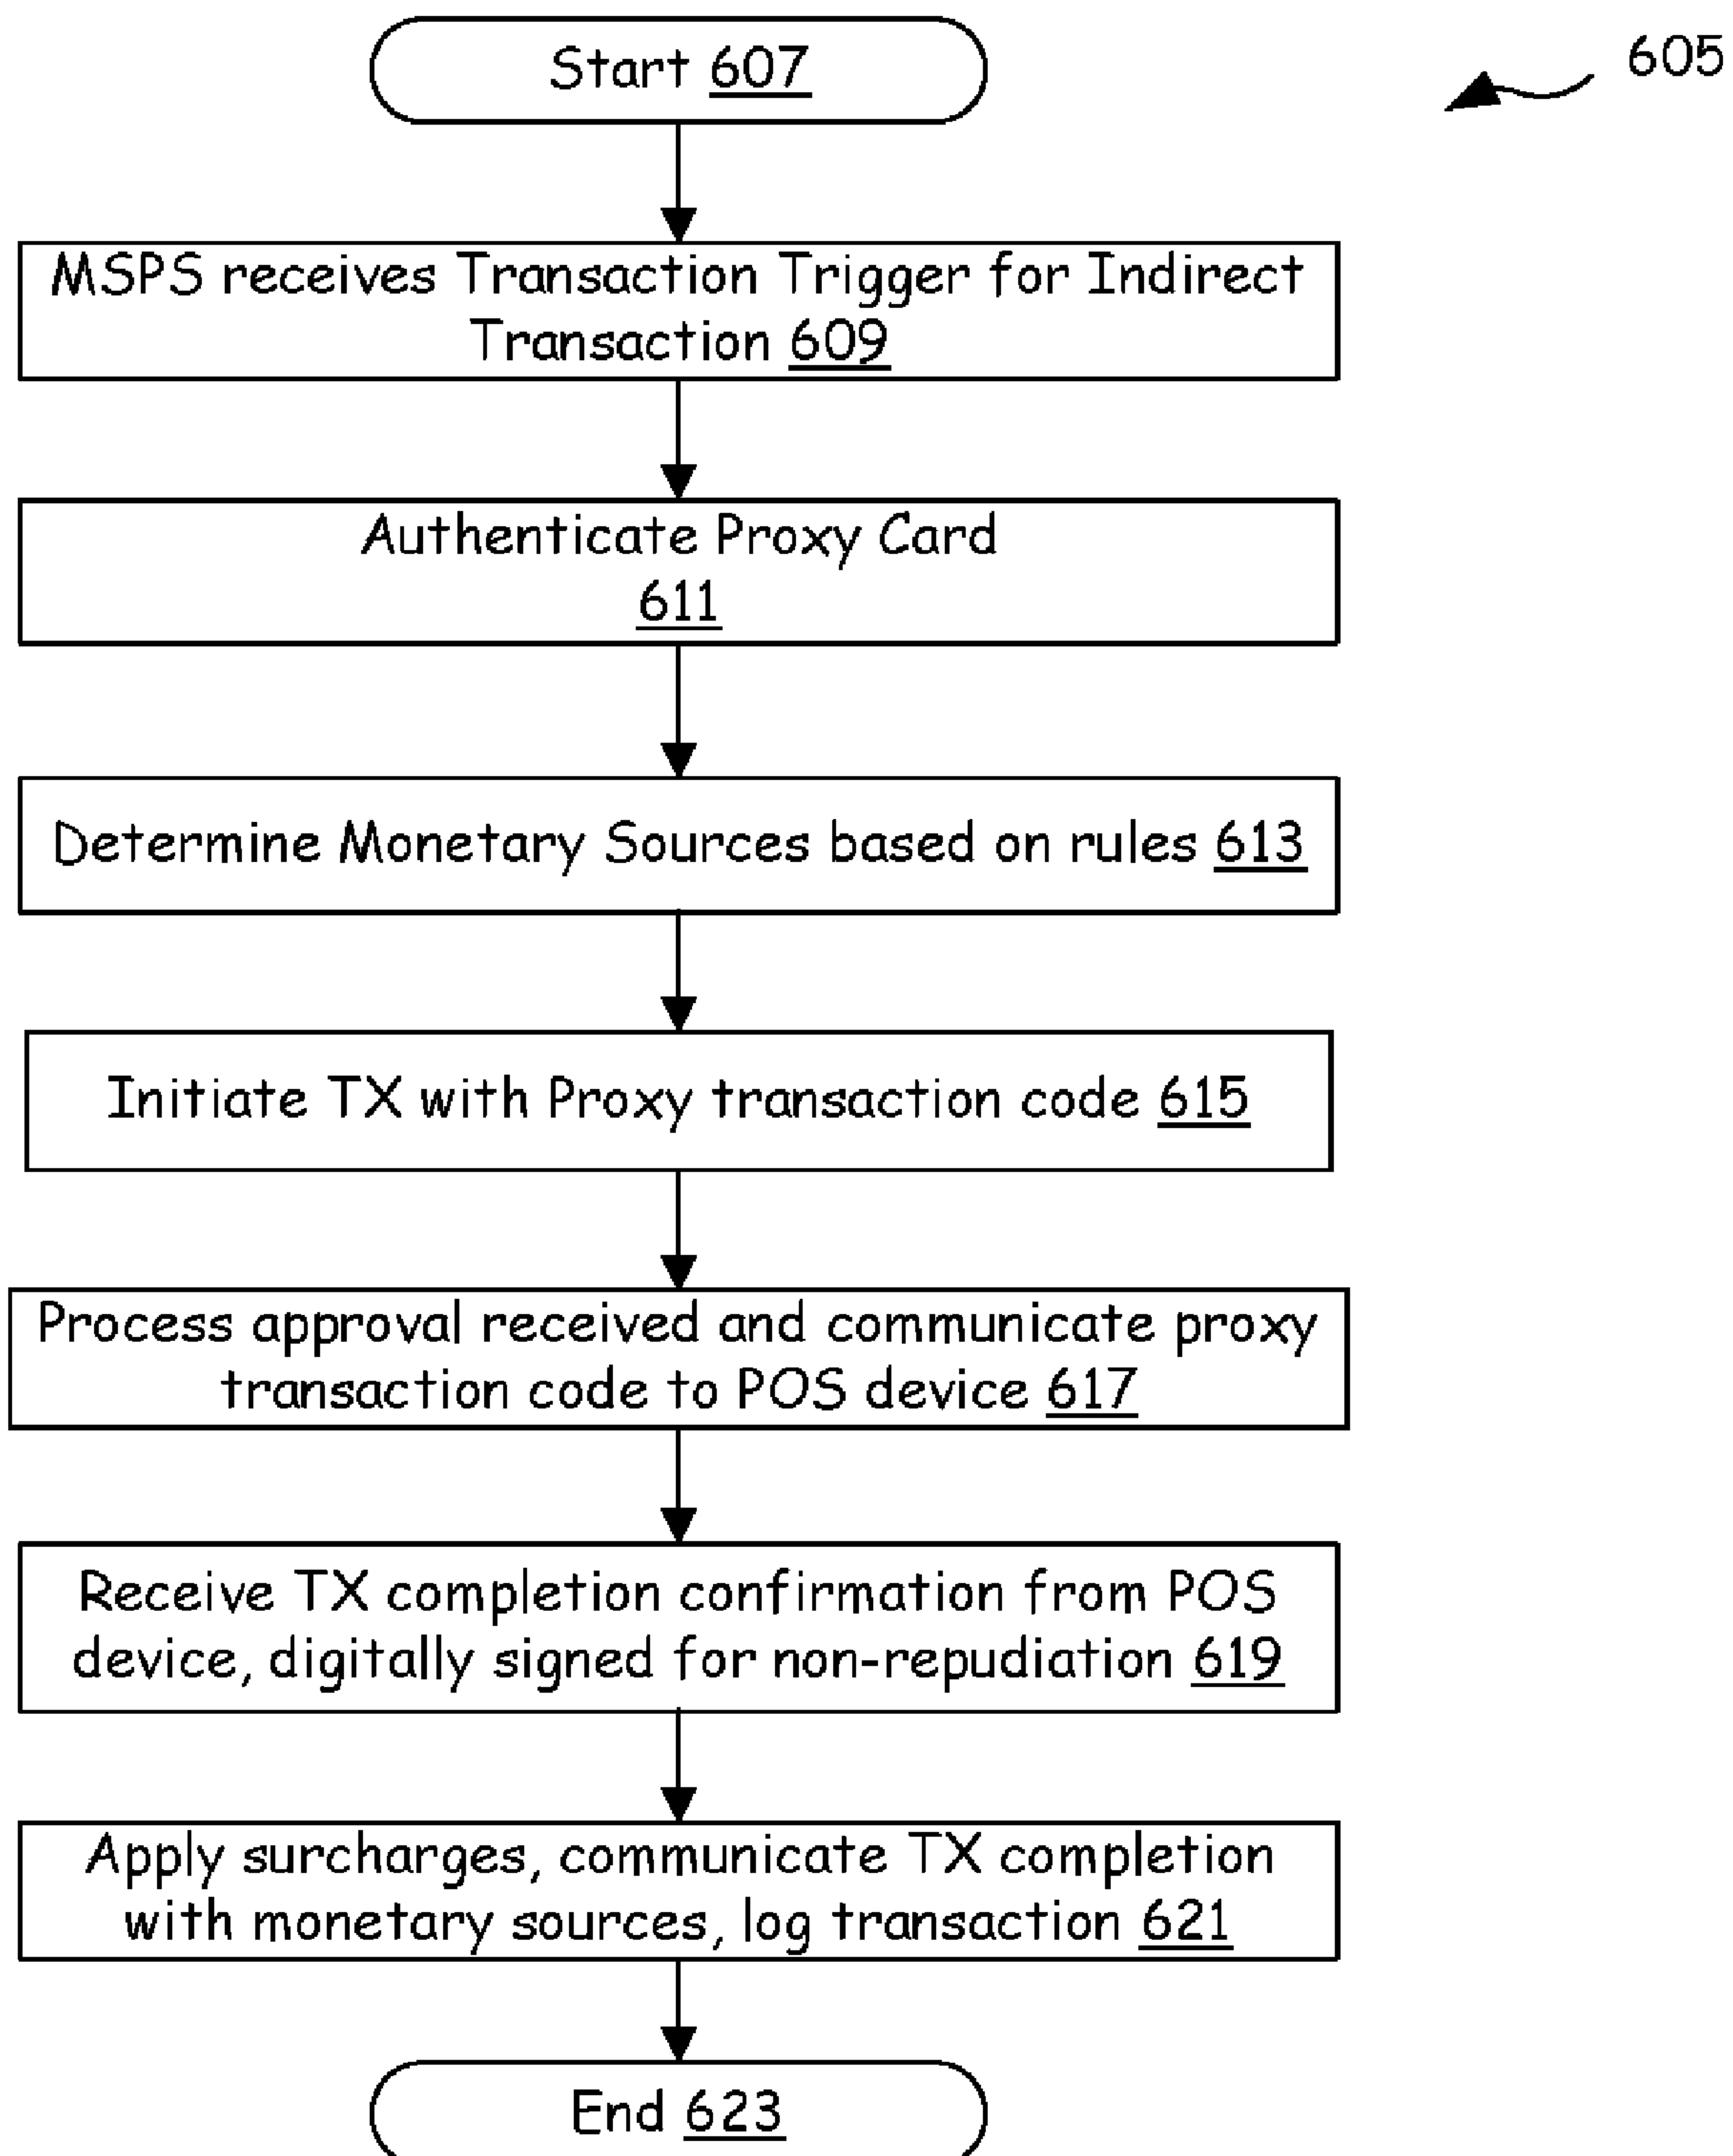 Start 607
605
MSPS receives Transaction Trigger for Indirect
Transaction 609
Authenticate Proxy Card
611
Determine Monetary Sources based on rules 613
Initiate TX with Proxy transaction code 615
Process approval received and communicate proxy
transaction code to POS device 617
Receive TX completion confirmation from POS
device, digitally signed for non-repudiation 619
Apply surcharges, communicate TX completion
with monetary sources, log transaction 621
End 623